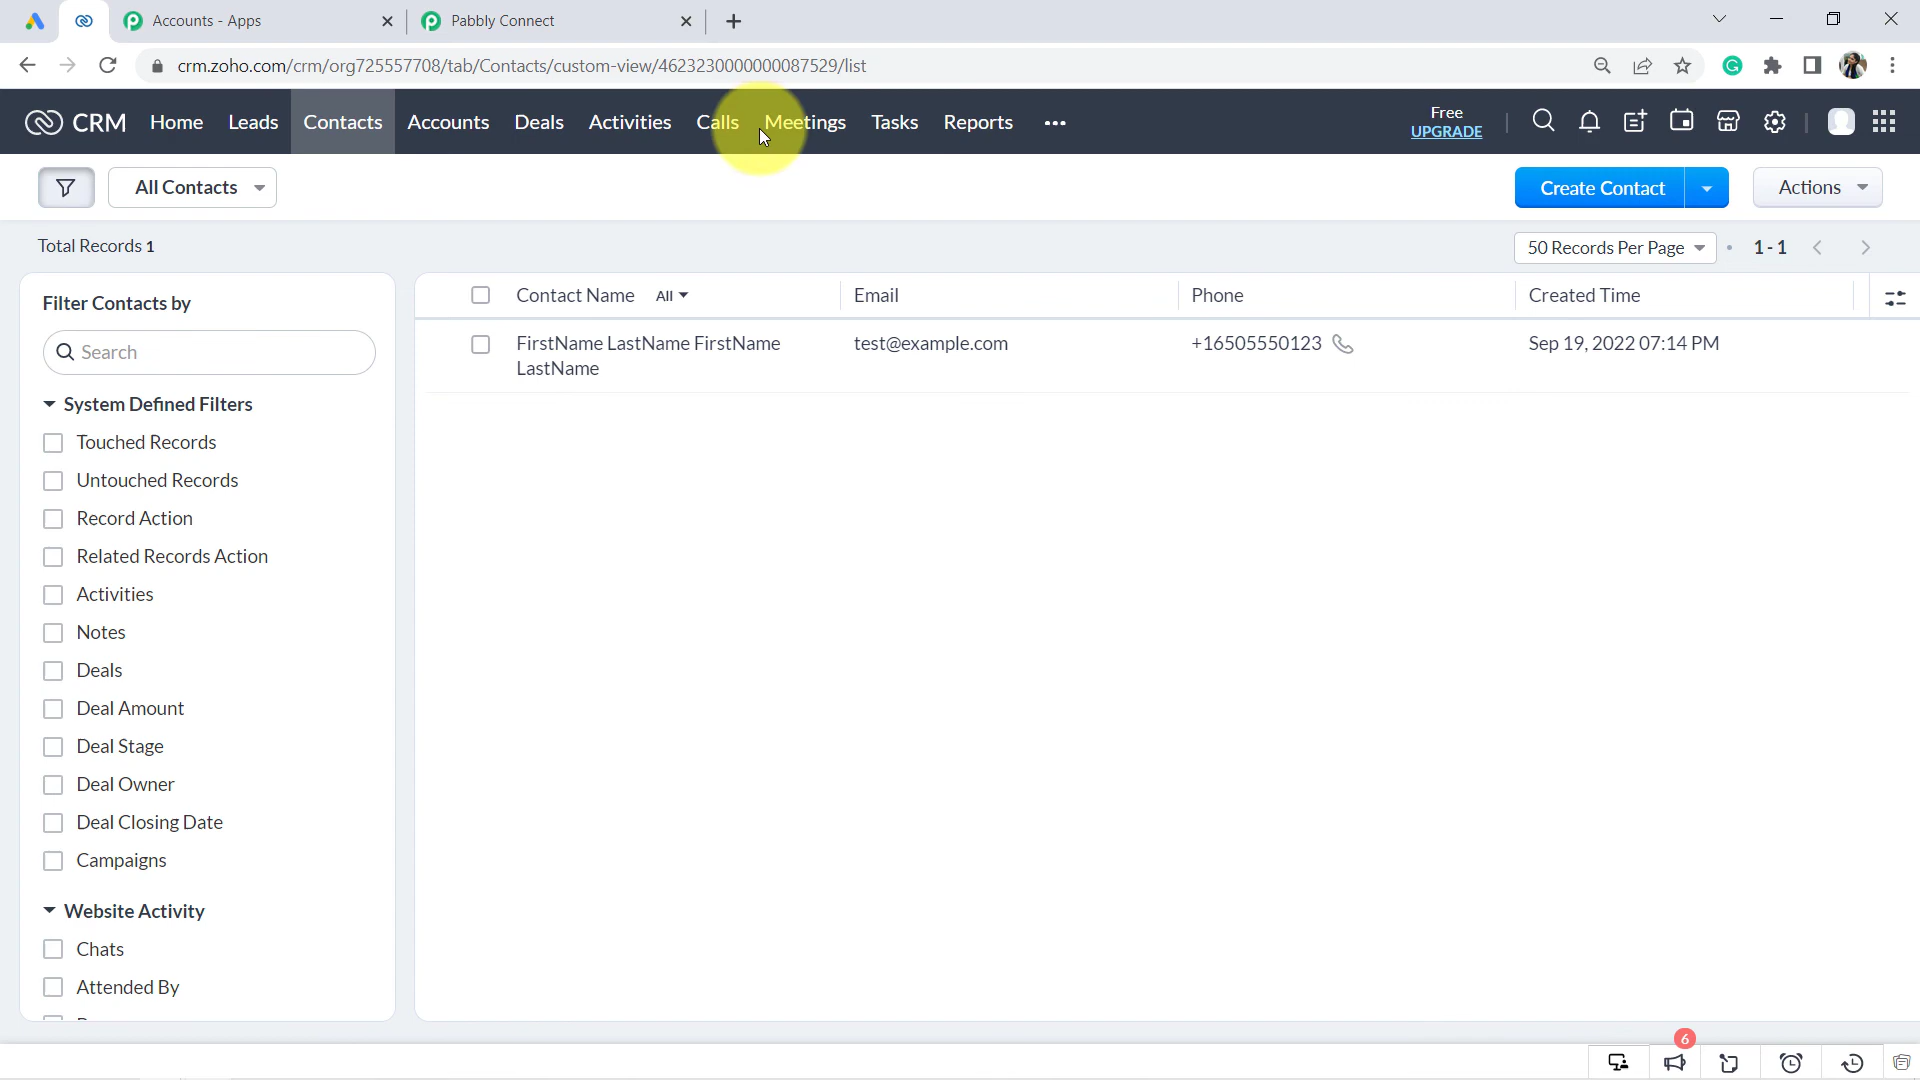 Accounts - Apps
Pabbly Connect
crm.zoho.com/crm/org725557708/tab/Contacts/custom-view/4623230000000087529/list
CRM Home Leads Contacts Accounts Deals Activities Calls Meetings Tasks Reports
Free
UPGRADE
All Contacts
Create Contact
Actions
Total Records 1
50 Records Per Page
1 - 1
Filter Contacts by
Search
System Defined Filters
Touched Records
Untouched Records
Record Action
Related Records Action
Activities
Notes
Deals
Deal Amount
Deal Stage
Deal Owner
Deal Closing Date
Campaigns
Website Activity
Chats
Attended By
Contact Name All Email Phone Created Time
FirstName LastName FirstName test@example.com +16505550123 Sep 19, 2022 07:14 PM
LastName
6